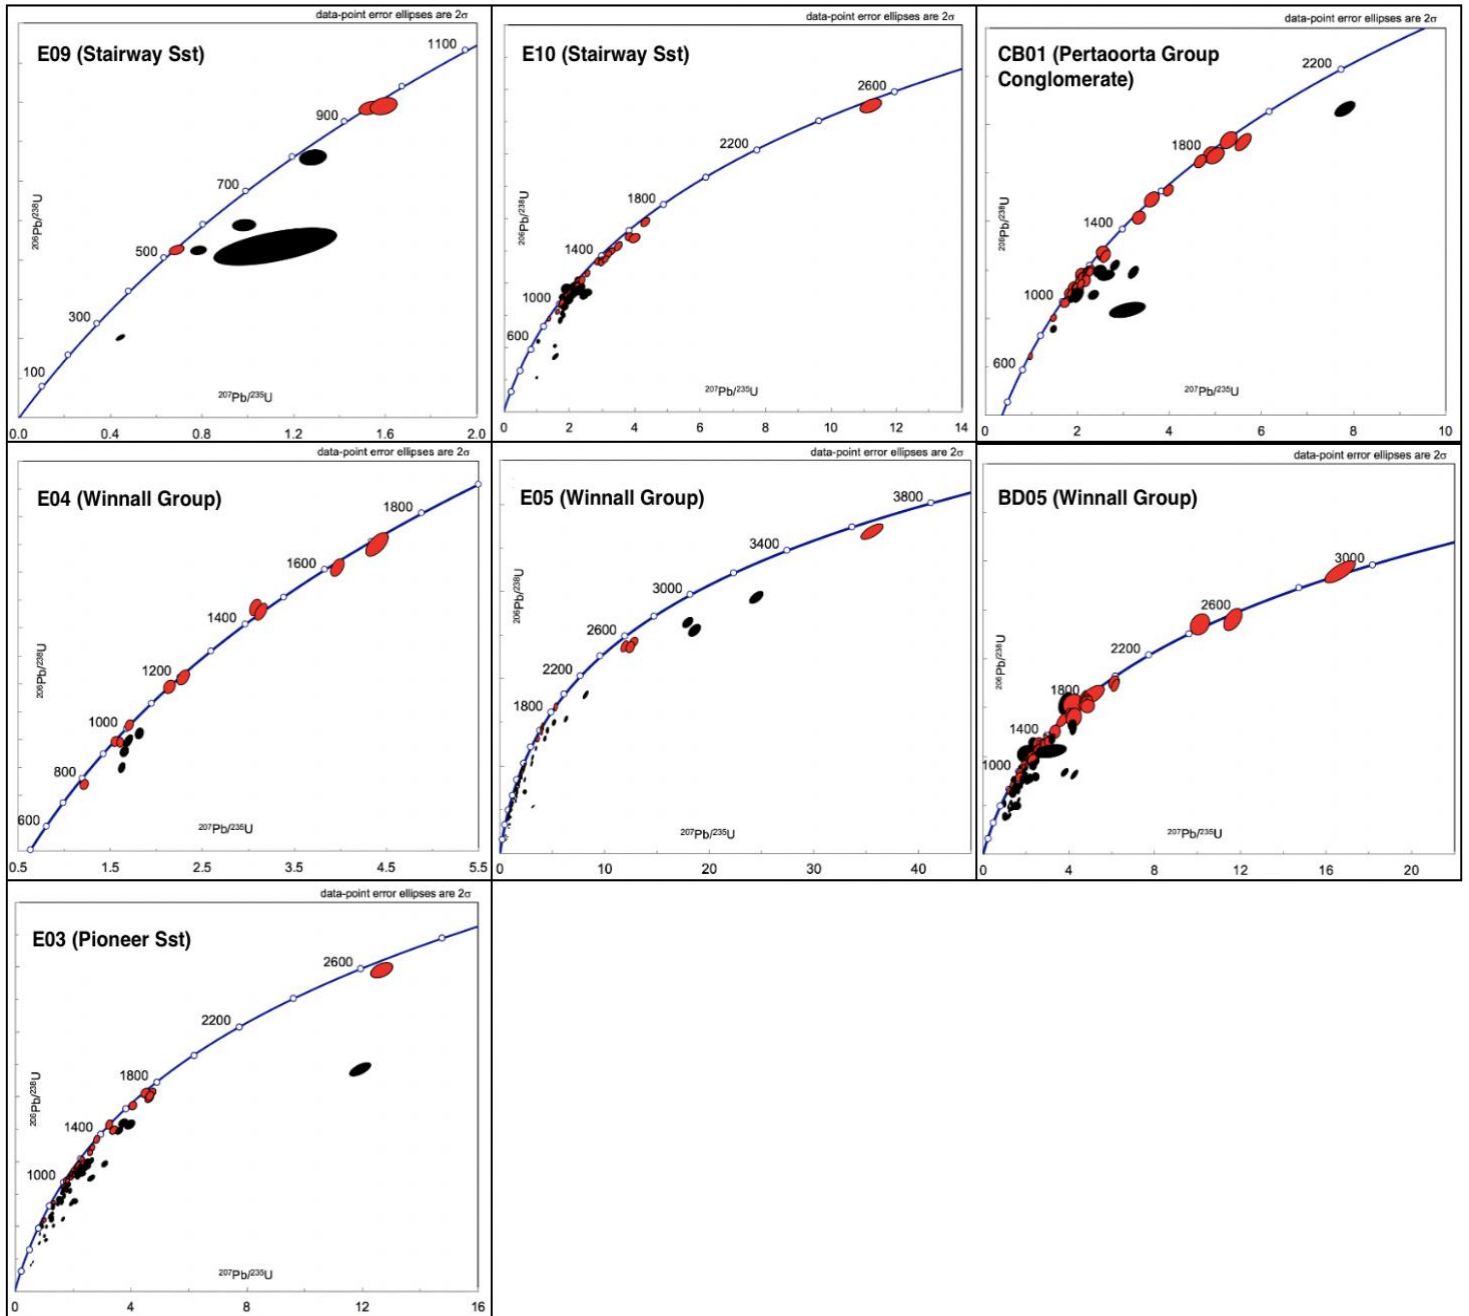 data-point error ellipses are 2σ
E09 (Stairway Sst)
1100
900
700
500
300
100
206Pb/238U
207Pb/235U
0.0 0.4 0.8 1.2 1.6 2.0
data-point error ellipses are 2σ
E10 (Stairway Sst)
2600
2200
1800
1400
1000
600
206Pb/238U
207Pb/235U
0 2 4 6 8 10 12 14
data-point error ellipses are 2σ
CB01 (Pertaoorta Group
Conglomerate)
2200
1800
1400
1000
600
206Pb/238U
207Pb/235U
0 2 4 6 8 10
data-point error ellipses are 2σ
E04 (Winnall Group)
1800
1600
1400
1200
1000
800
600
206Pb/238U
207Pb/235U
0.5 1.5 2.5 3.5 4.5 5.5
data-point error ellipses are 2σ
E05 (Winnall Group)
3800
3400
3000
2600
2200
1800
206Pb/238U
207Pb/235U
0 10 20 30 40
data-point error ellipses are 2σ
BD05 (Winnall Group)
3000
2600
2200
1800
1400
1000
206Pb/238U
207Pb/235U
0 4 8 12 16 20
data-point error ellipses are 2σ
E03 (Pioneer Sst)
2600
2200
1800
1400
1000
206Pb/238U
207Pb/235U
0 4 8 12 16